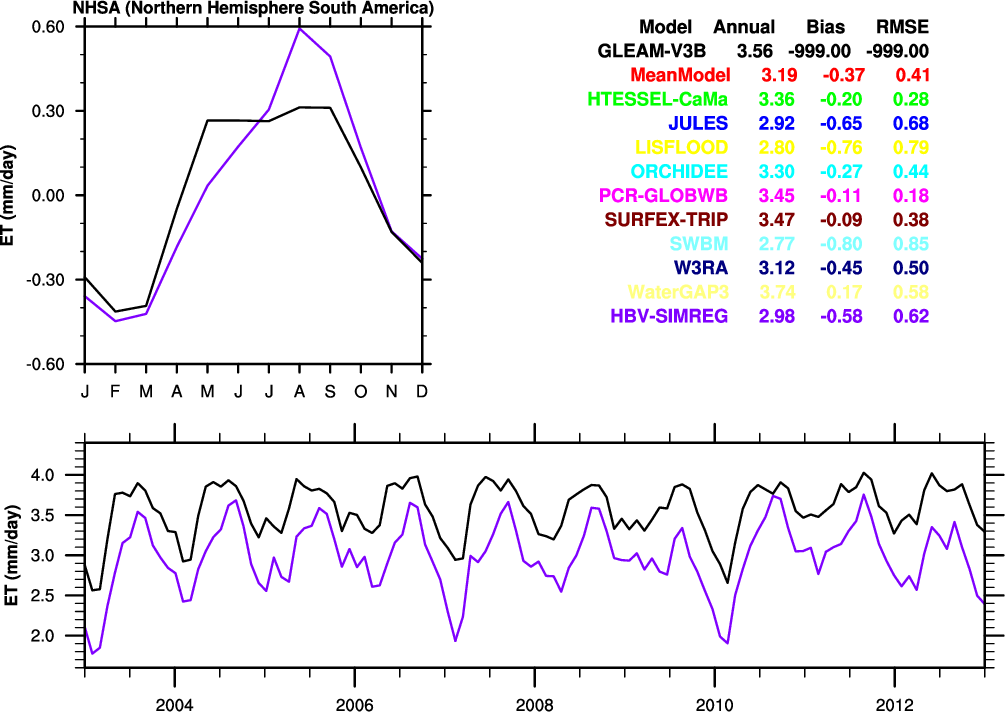 NHSA (Northern Hemisphere South America)
Model Annual Bias RMSE
GLEAM-V3B 3.56 -999.00 -999.00
MeanModel 3.19 -0.37 0.41
HTESSEL-CaMa 3.36 -0.20 0.28
JULES 2.92 -0.65 0.68
LISFLOOD 2.80 -0.76 0.79
ORCHIDEE 3.30 -0.27 0.44
PCR-GLOBWB 3.45 -0.11 0.18
SURFEX-TRIP 3.47 -0.09 0.38
SWBM 2.77 -0.80 0.85
W3RA 3.12 -0.45 0.50
WaterGAP3 3.74 0.17 0.58
HBV-SIMREG 2.98 -0.58 0.62
ET (mm/day)
0.60
0.30
0.00
-0.30
-0.60
J F M A M J J A S O N D
ET (mm/day)
4.0
3.5
3.0
2.5
2.0
2004 2006 2008 2010 2012